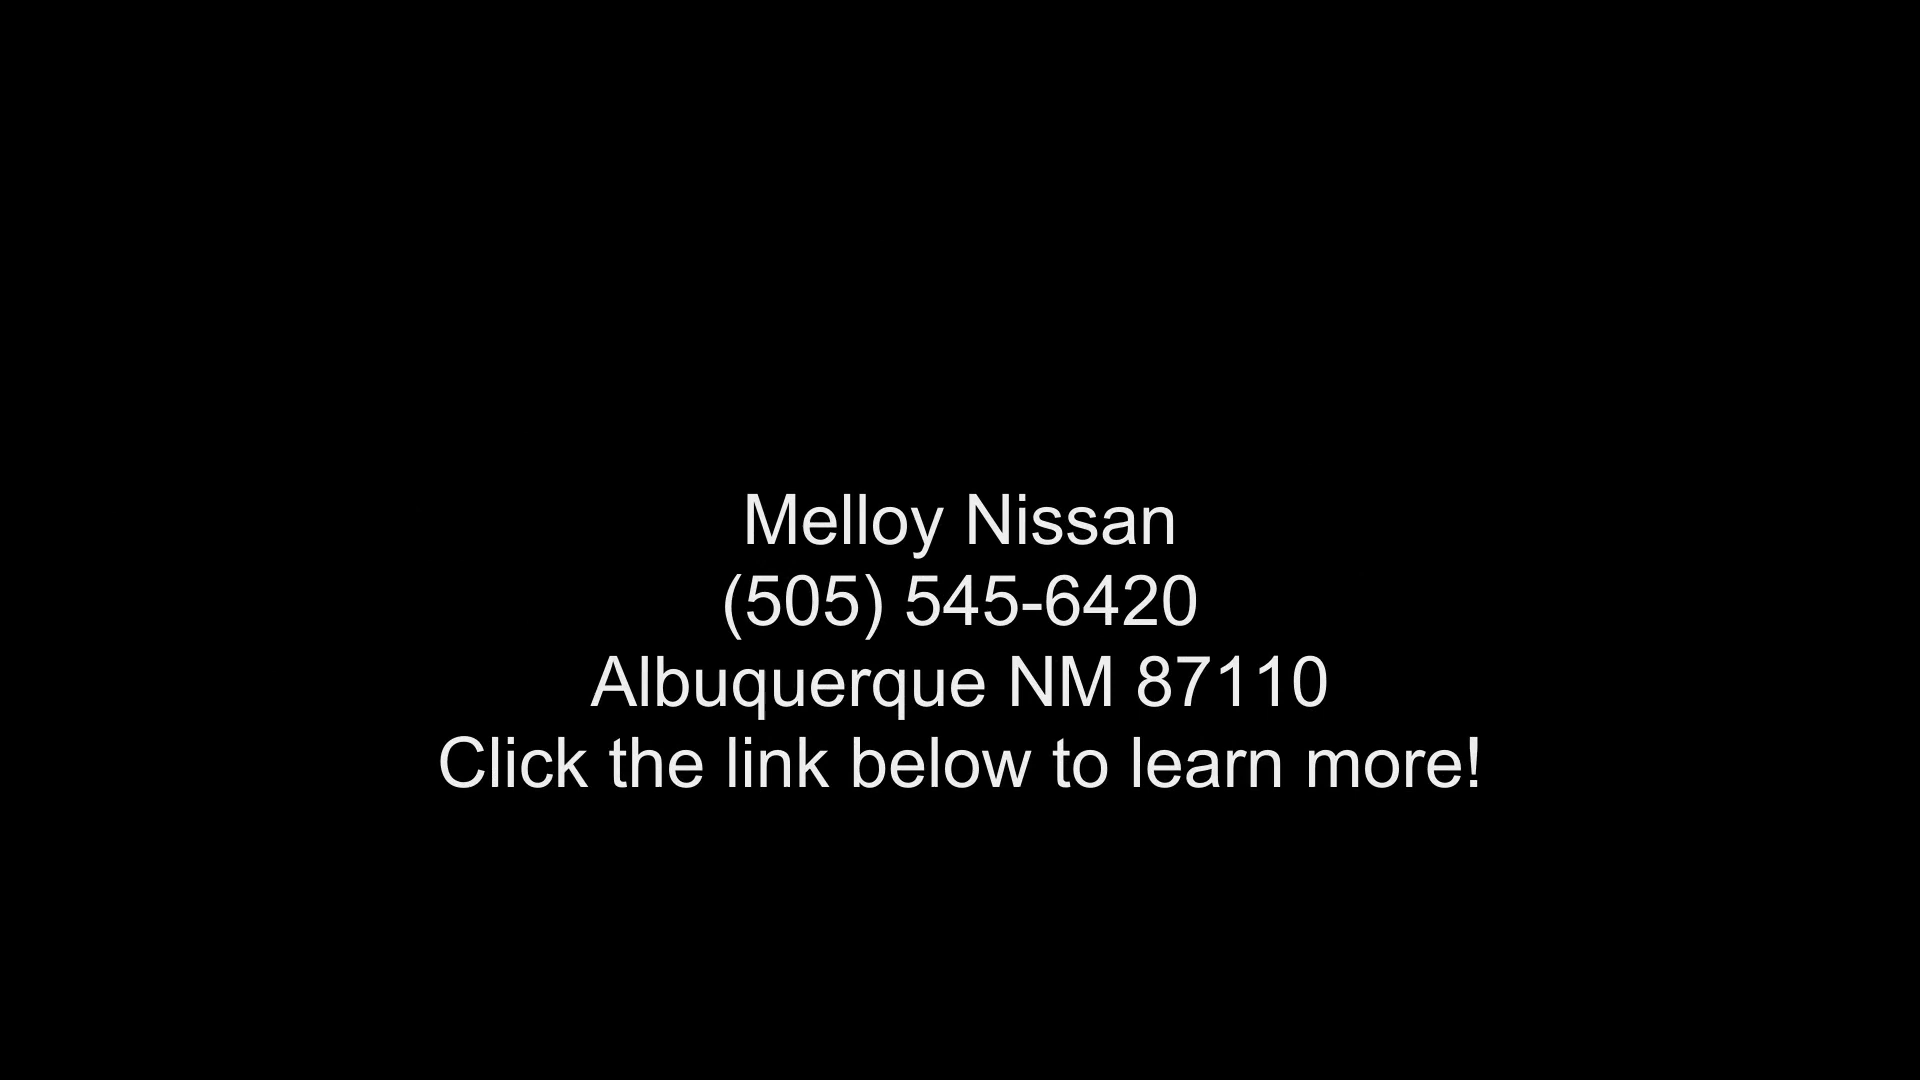 Melloy Nissan
(505) 545-6420
Albuquerque NM 87110
Click the link below to learn more!